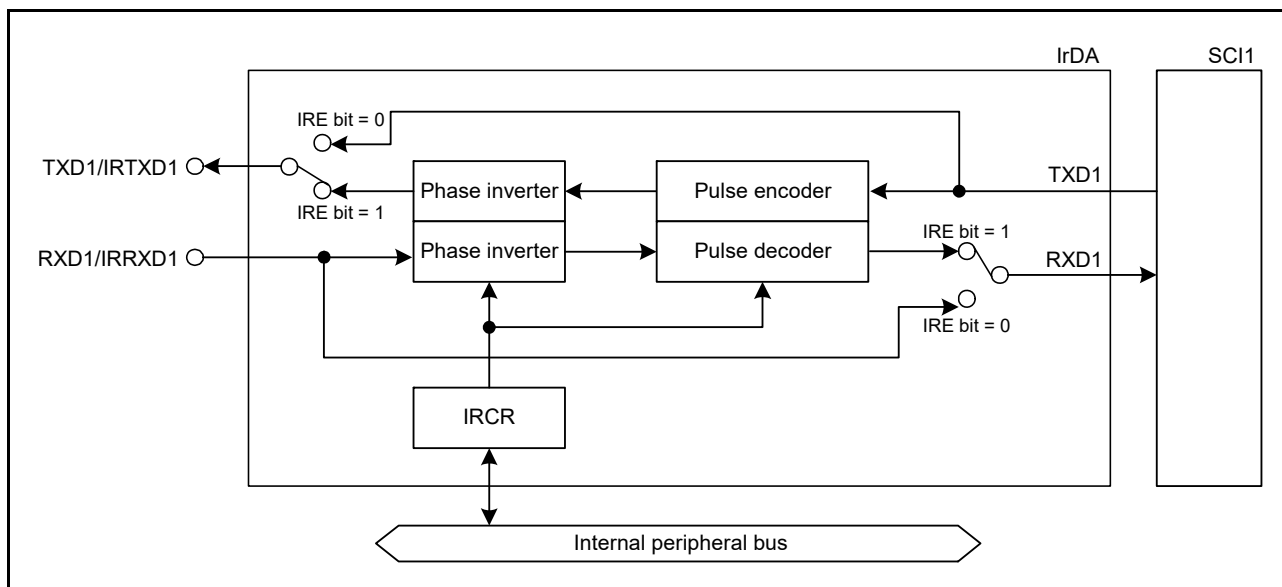 IrDA
SCI1
IRE bit = 0
TXD1/IRTXD1
Phase inverter
Pulse encoder
TXD1
IRE bit = 1
RXD1/IRRXD1
Phase inverter
Pulse decoder
IRE bit = 1
RXD1
IRE bit = 0
IRCR
Internal peripheral bus